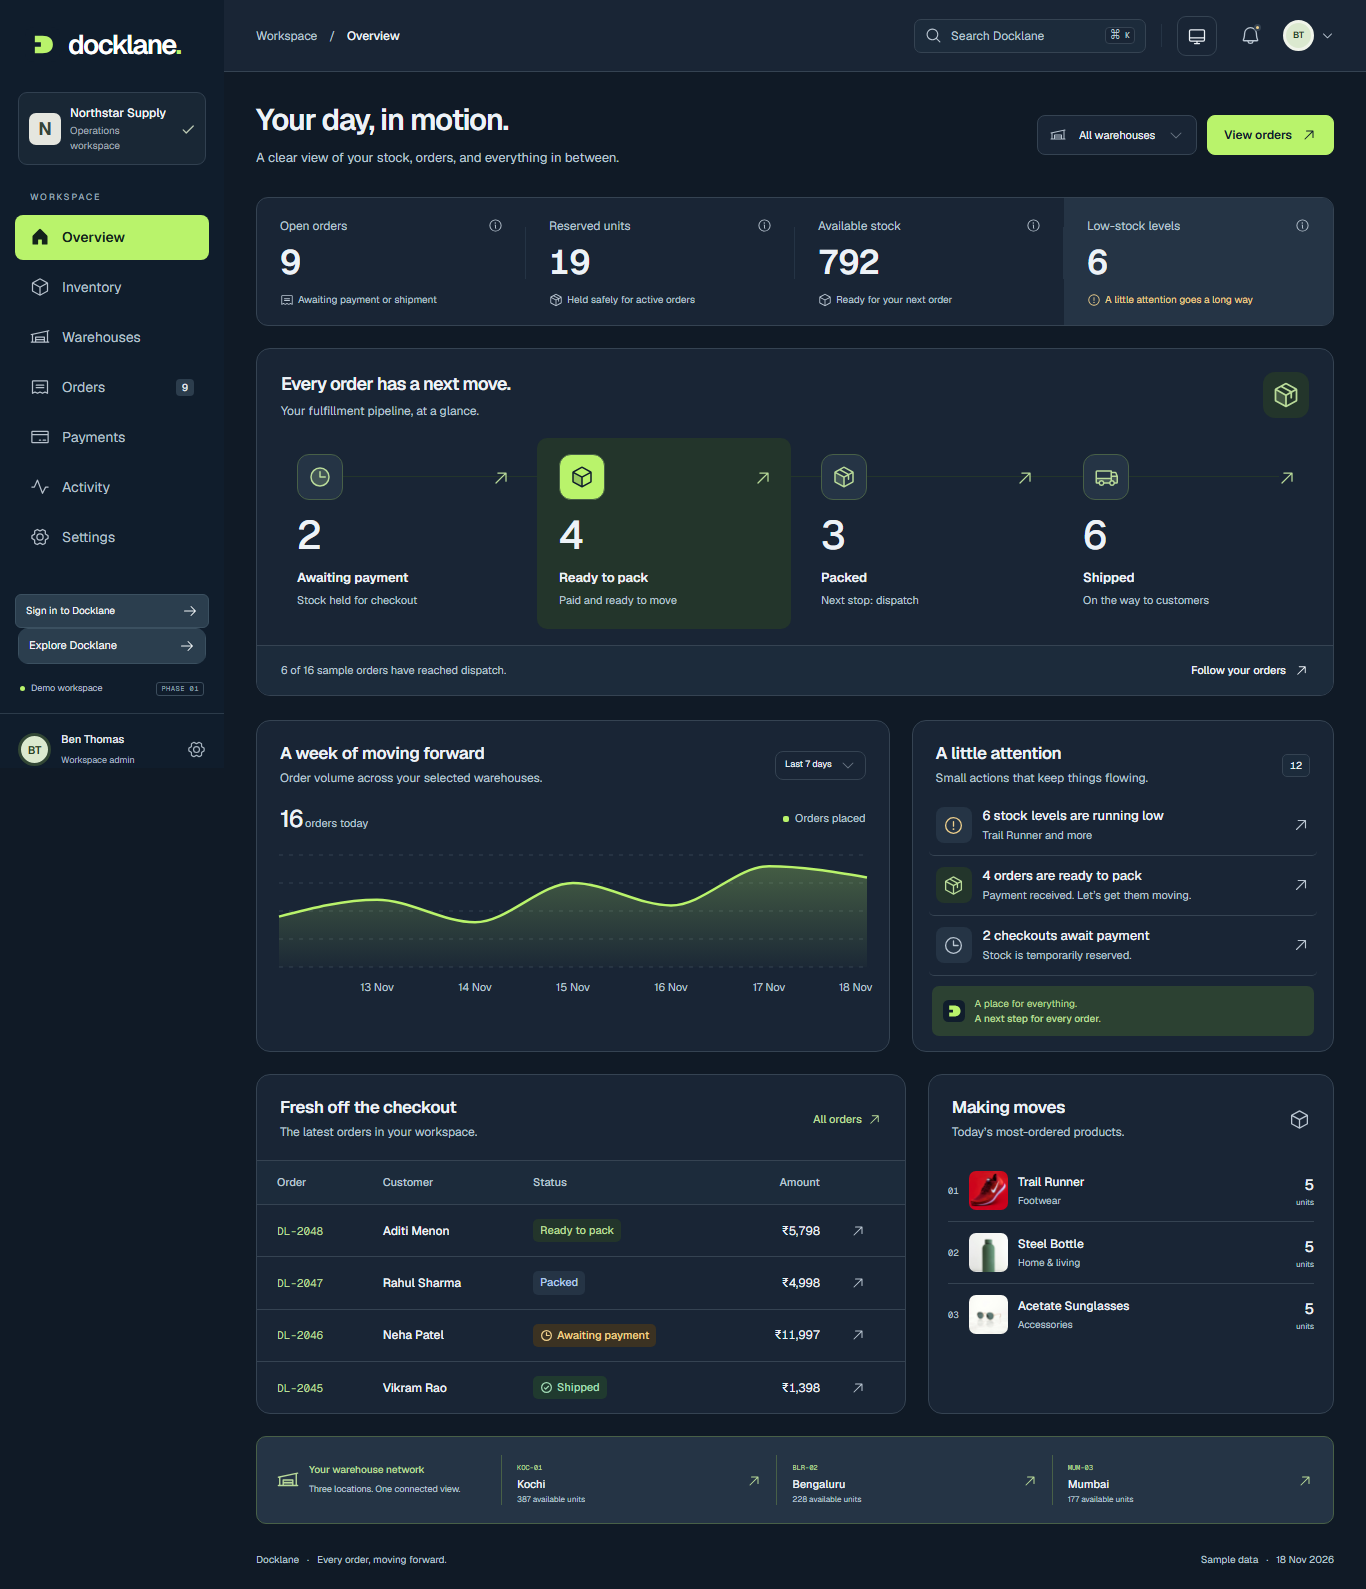 docklane.
N
Northstar Supply
Operations
workspace
WORKSPACE
Overview
Inventory
Warehouses
Orders
9
Payments
Activity
Settings
Sign in to Docklane
Explore Docklane
Demo workspace
PHASE 01
BT
Ben Thomas
Workspace admin
Workspace / Overview
Search Docklane
⌘ K
BT
Your day, in motion.
A clear view of your stock, orders, and everything in between.
All warehouses
View orders
Open orders
9
Awaiting payment or shipment
Reserved units
19
Held safely for active orders
Available stock
792
Ready for your next order
Low-stock levels
6
A little attention goes a long way
Every order has a next move.
Your fulfillment pipeline, at a glance.
2
Awaiting payment
Stock held for checkout
4
Ready to pack
Paid and ready to move
3
Packed
Next stop: dispatch
6
Shipped
On the way to customers
6 of 16 sample orders have reached dispatch.
Follow your orders
A week of moving forward
Order volume across your selected warehouses.
Last 7 days
16 orders today
Orders placed
13 Nov
14 Nov
15 Nov
16 Nov
17 Nov
18 Nov
A little attention
Small actions that keep things flowing.
12
6 stock levels are running low
Trail Runner and more
4 orders are ready to pack
Payment received. Let's get them moving.
2 checkouts await payment
Stock is temporarily reserved.
A place for everything.
A next step for every order.
Fresh off the checkout
The latest orders in your workspace.
All orders
Order Customer Status Amount
DL-2048 Aditi Menon Ready to pack ₹5,798
DL-2047 Rahul Sharma Packed ₹4,998
DL-2046 Neha Patel Awaiting payment ₹11,997
DL-2045 Vikram Rao Shipped ₹1,398
Making moves
Today's most-ordered products.
01
Trail Runner
Footwear
5
units
02
Steel Bottle
Home & living
5
units
03
Acetate Sunglasses
Accessories
5
units
Your warehouse network
Three locations. One connected view.
KOC-01
Kochi
387 available units
BLR-02
Bengaluru
228 available units
MUM-03
Mumbai
177 available units
Docklane · Every order, moving forward.
Sample data · 18 Nov 2026